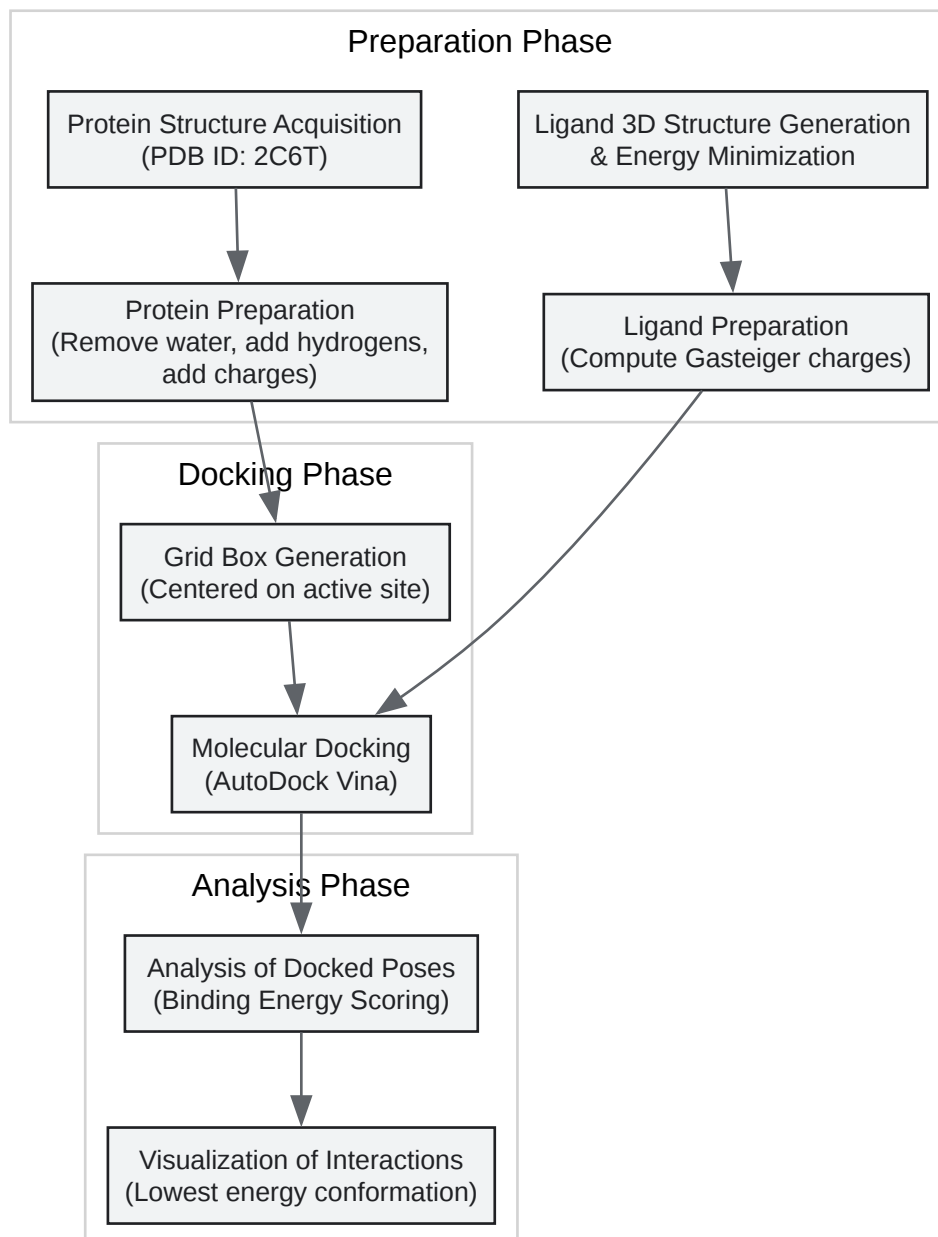 Preparation Phase
Protein Structure Acquisition
(PDB ID: 2C6T)
Ligand 3D Structure Generation
& Energy Minimization
Protein Preparation
(Remove water, add hydrogens,
add charges)
Ligand Preparation
(Compute Gasteiger charges)
Docking Phase
Grid Box Generation
(Centered on active site)
Molecular Docking
(AutoDock Vina)
Analysis Phase
Analysis of Docked Poses
(Binding Energy Scoring)
Visualization of Interactions
(Lowest energy conformation)